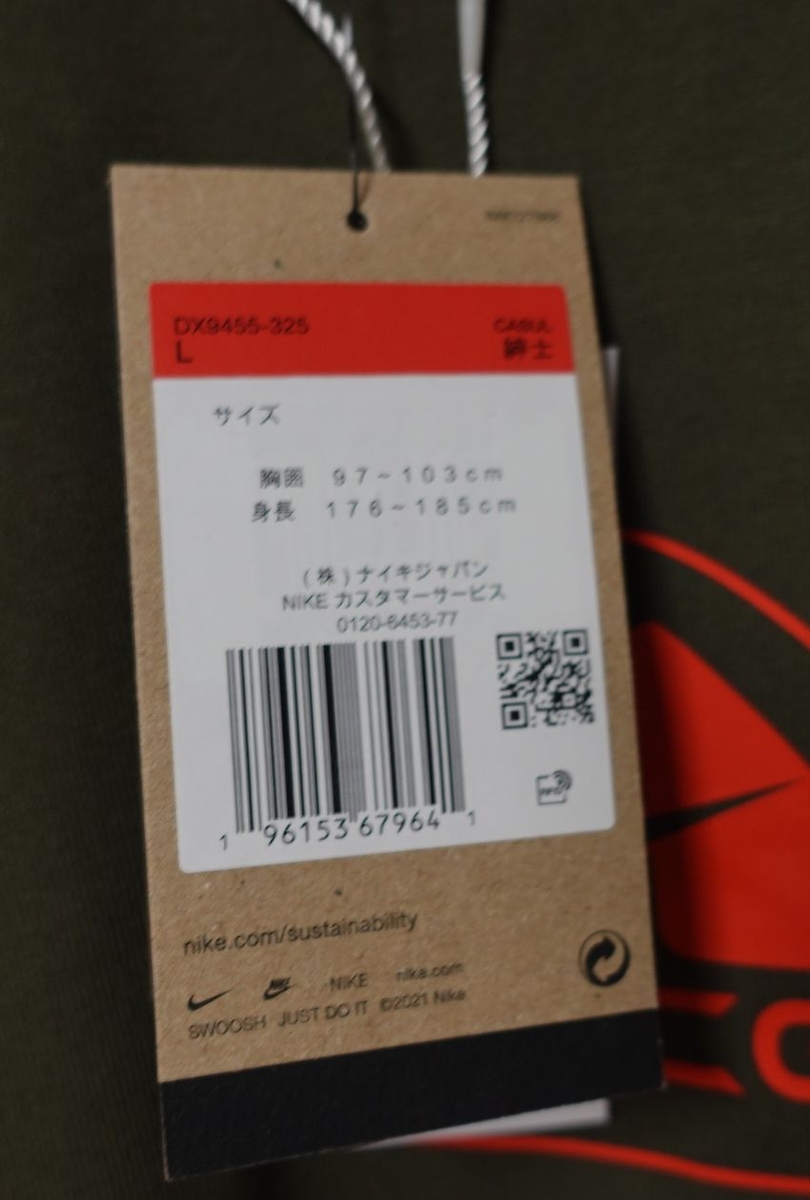 DX9455-325
CASUL
L
紳士
サイズ
胸囲 97~103cm
身長 176~185cm
(株)ナイキジャパン
NIKE カスタマーサービス
0120-6453-77
1 96153 67964 1
nike.com/sustainability
NIKE nike.com
SWOOSH JUST DO IT ©2021 Nike
CO